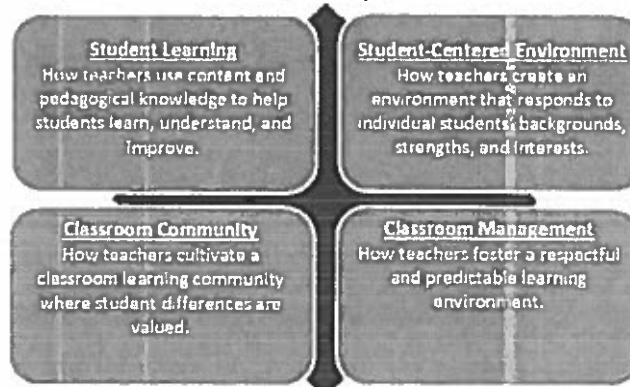 Student Learning
How teachers use content and
pedagogical knowledge to help
students learn, understand, and
improve.
Student-Centered Environment
How teachers create an
environment that responds to
individual students' backgrounds,
strengths, and interests.
Classroom Community
How teachers cultivate a
classroom learning community
where student differences are
valued.
Classroom Management
How teachers foster a respectful
and predictable learning
environment.